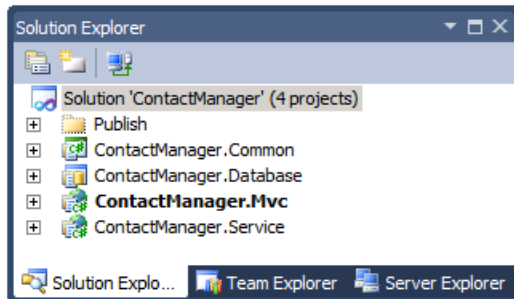 Solution Explorer
Solution 'ContactManager' (4 projects)
Publish
ContactManager.Common
ContactManager.Database
ContactManager.Mvc
ContactManager.Service
Solution Explo... Team Explorer Server Explorer